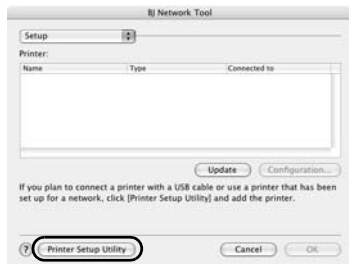 BJ Network Tool
Setup
Printer:
Name Type Connected to
Update Configuration...
If you plan to connect a printer with a USB cable or use a printer that has been
set up for a network, click [Printer Setup Utility] and add the printer.
? Printer Setup Utility Cancel OK